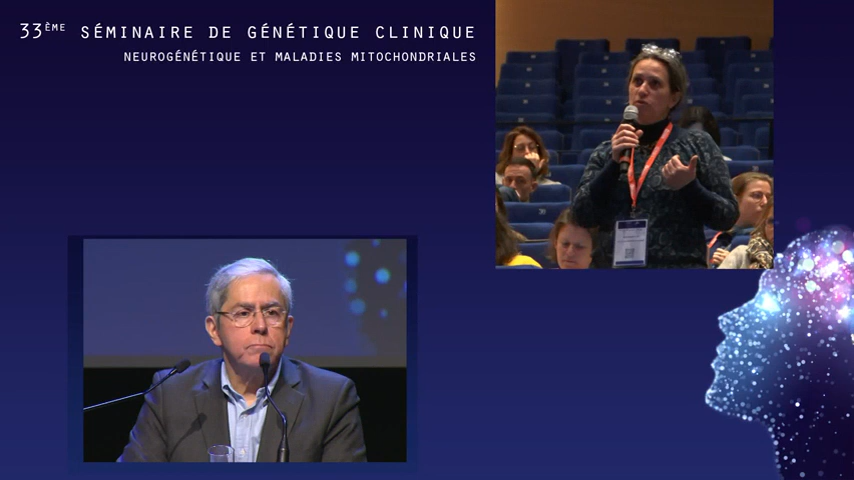 33ÈME SÉMINAIRE DE GÉNÉTIQUE CLINIQUE
NEUROGÉNÉTIQUE ET MALADIES MITOCHONDRIALES